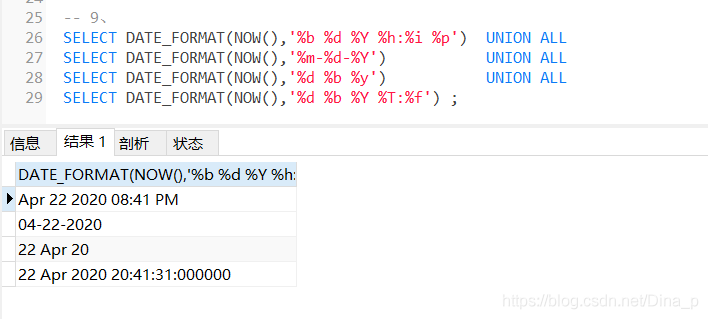 25 -- 9、
26 SELECT DATE_FORMAT(NOW(),'%b %d %Y %h:%i %p') UNION ALL
27 SELECT DATE_FORMAT(NOW(),'%m-%d-%Y') UNION ALL
28 SELECT DATE_FORMAT(NOW(),'%d %b %y') UNION ALL
29 SELECT DATE_FORMAT(NOW(),'%d %b %Y %T:%f') ;
信息 结果 1 剖析 状态
DATE_FORMAT(NOW(),'%b %d %Y %h:
Apr 22 2020 08:41 PM
04-22-2020
22 Apr 20
22 Apr 2020 20:41:31:000000
https://blog.csdn.net/Dina_p